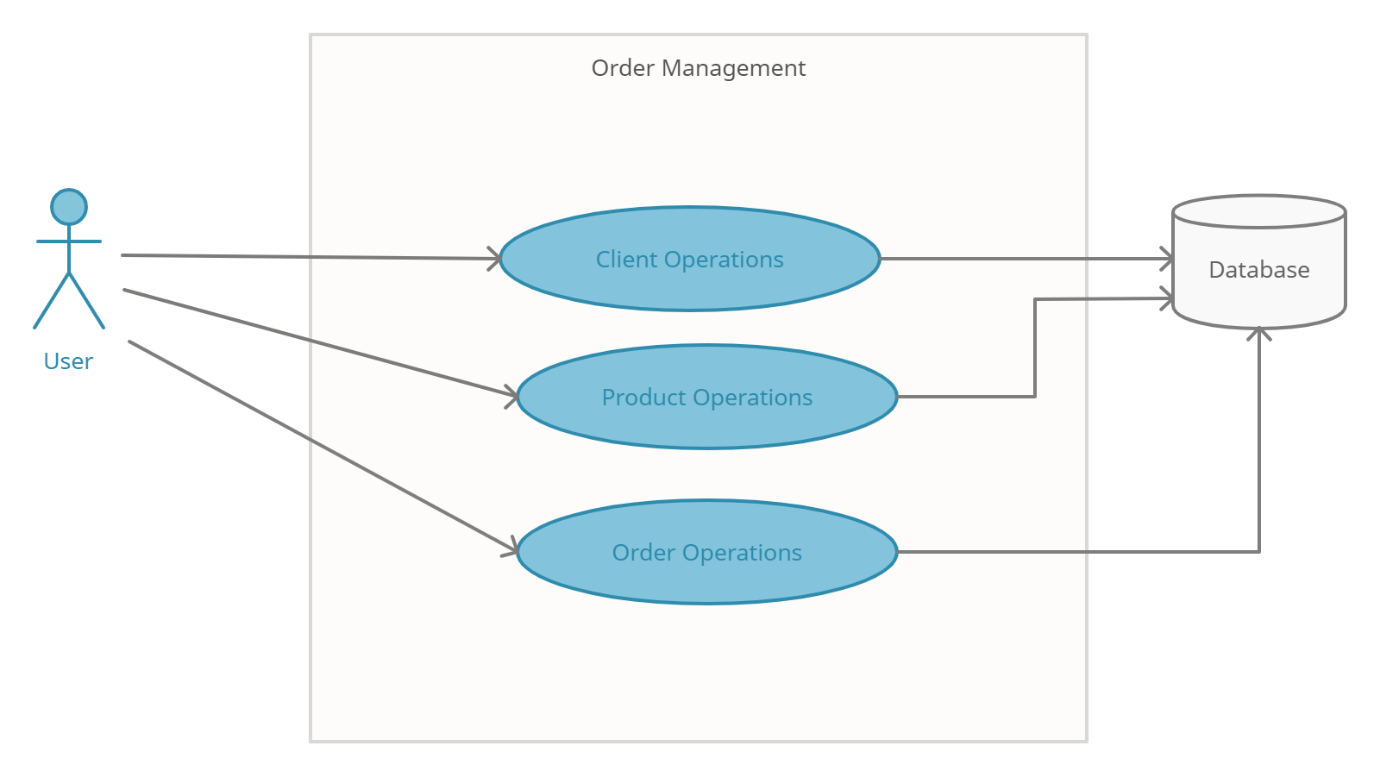 Order Management
User
Client Operations
Product Operations
Order Operations
Database